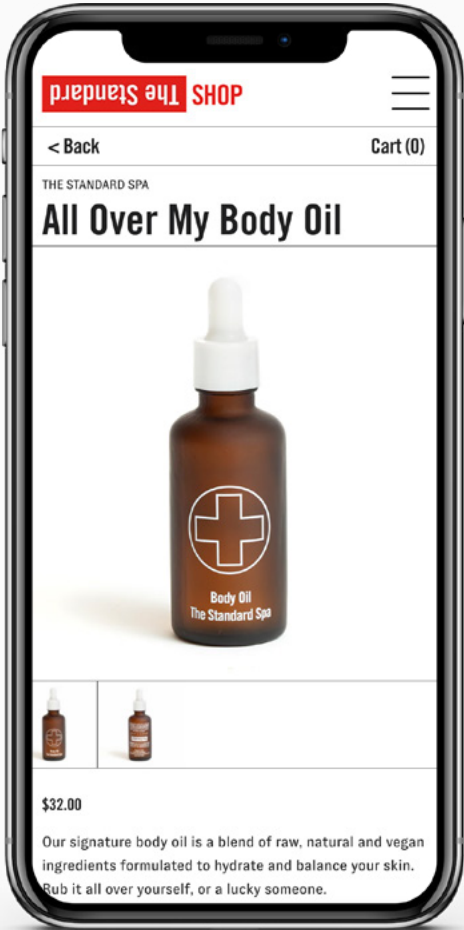 The Standard SHOP
< Back
Cart (0)
THE STANDARD SPA
All Over My Body Oil
Body Oil
The Standard Spa
$32.00
Our signature body oil is a blend of raw, natural and vegan
ingredients formulated to hydrate and balance your skin.
Rub it all over yourself, or a lucky someone.